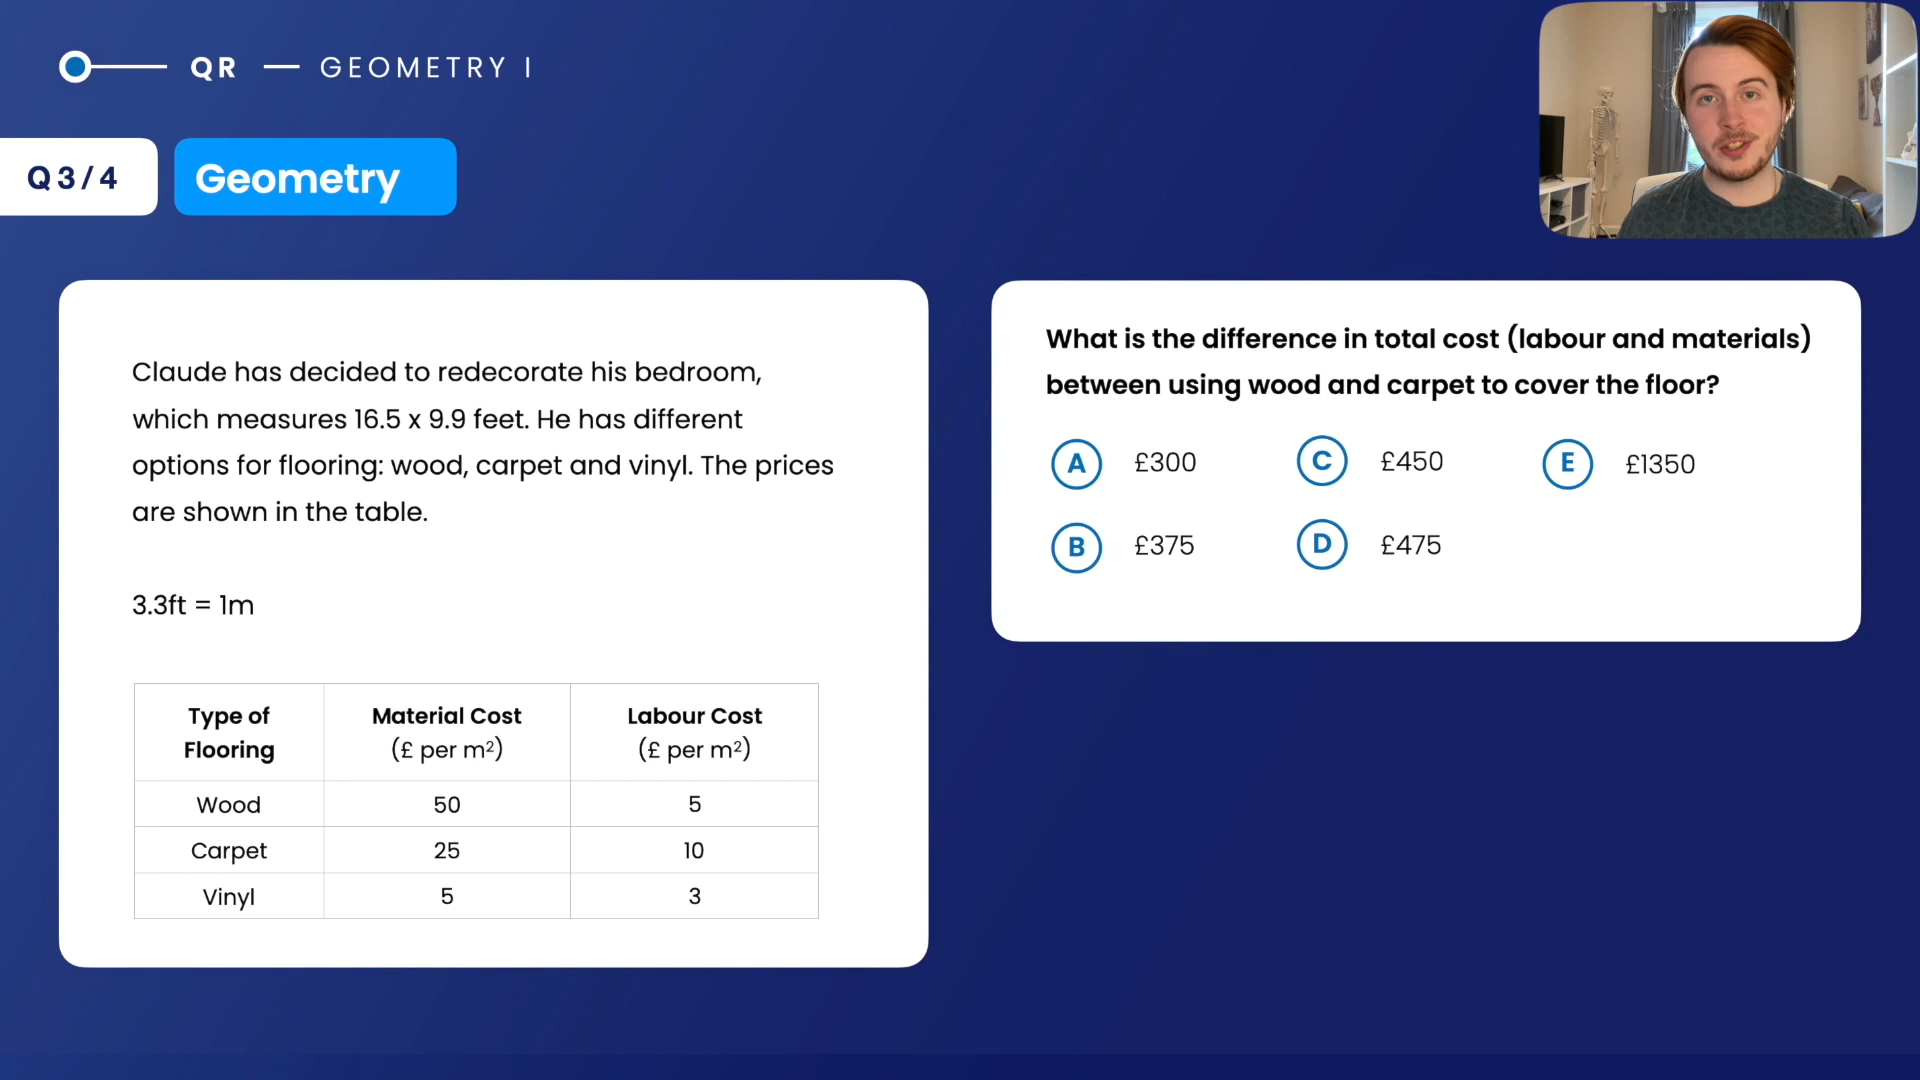 QR — GEOMETRY I
Q 3 / 4
Geometry
Claude has decided to redecorate his bedroom,
which measures 16.5 x 9.9 feet. He has different
options for flooring: wood, carpet and vinyl. The prices
are shown in the table.
3.3ft = 1m
Type of Flooring Material Cost (£ per m²) Labour Cost (£ per m²)
Wood 50 5
Carpet 25 10
Vinyl 5 3
What is the difference in total cost (labour and materials)
between using wood and carpet to cover the floor?
A £300 C £450 E £1350
B £375 D £475